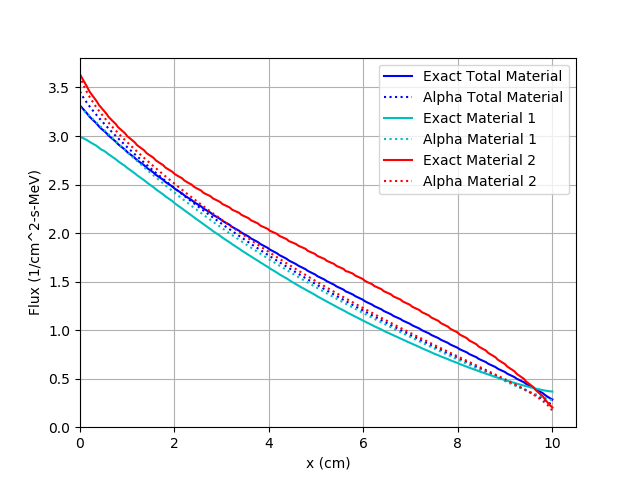 Exact Total Material
Alpha Total Material
Exact Material 1
Alpha Material 1
Exact Material 2
Alpha Material 2
Flux (1/cm^2-s-MeV)
3.5
3.0
2.5
2.0
1.5
1.0
0.5
0.0
0 2 4 6 8 10
x (cm)